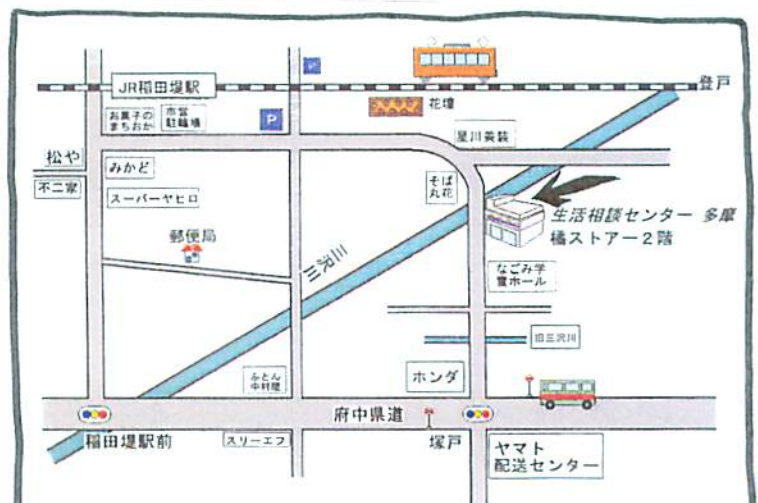 P
JR稲田堤駅
登戸
お菓子の
まちおか
市営
駐輪場
P
花壇
星川美装
松や
みかど
不二家
スーパーヤヒロ
そば
丸花
生活相談センター 多摩
橘ストアー2階
郵便局
三沢川
なごみ学
童ホール
旧三沢川
ふとん
中村屋
ホンダ
府中県道
稲田堤駅前
スリーエフ
塚戸
ヤマト
配送センター